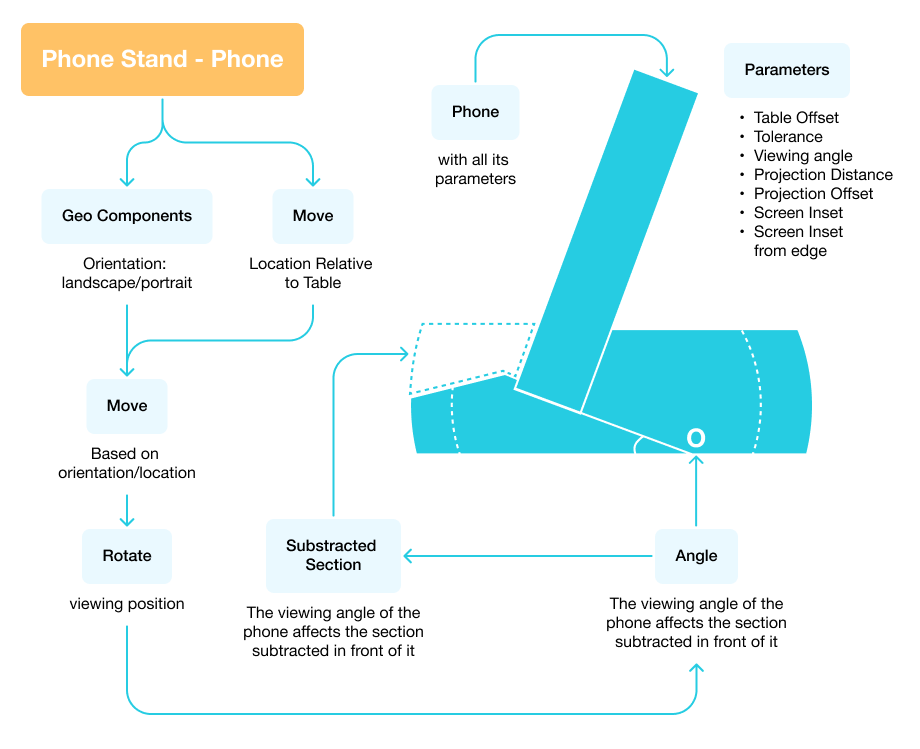 Phone Stand - Phone
Geo Components
Orientation:
landscape/portrait
Move
Location Relative
to Table
Move
Based on
orientation/location
Rotate
viewing position
Phone
with all its
parameters
Parameters
• Table Offset
• Tolerance
• Viewing angle
• Projection Distance
• Projection Offset
• Screen Inset
• Screen Inset
from edge
O
Substracted
Section
The viewing angle of the
phone affects the section
subtracted in front of it
Angle
The viewing angle of the
phone affects the section
subtracted in front of it